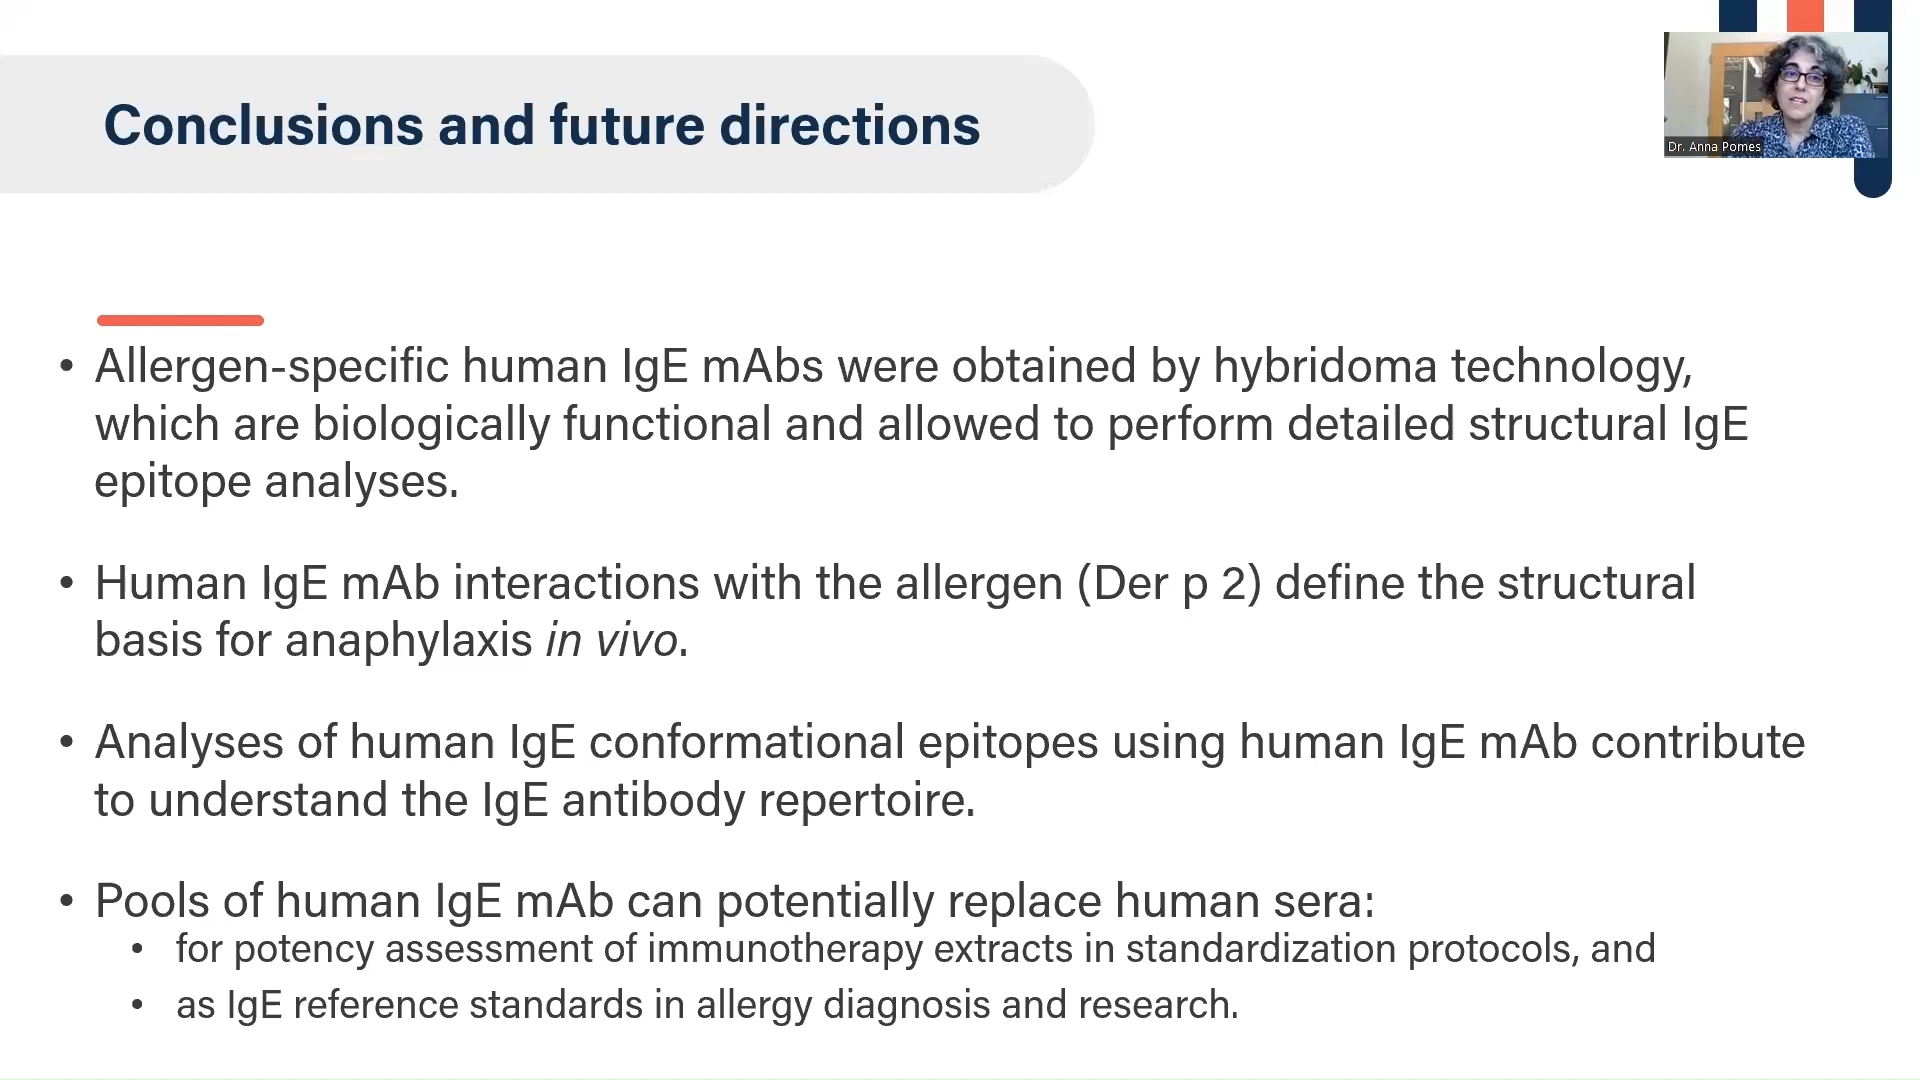 Conclusions and future directions
Dr. Anna Pomes
• Allergen-specific human IgE mAbs were obtained by hybridoma technology,
which are biologically functional and allowed to perform detailed structural IgE
epitope analyses.
• Human IgE mAb interactions with the allergen (Der p 2) define the structural
basis for anaphylaxis in vivo.
• Analyses of human IgE conformational epitopes using human IgE mAb contribute
to understand the IgE antibody repertoire.
• Pools of human IgE mAb can potentially replace human sera:
• for potency assessment of immunotherapy extracts in standardization protocols, and
• as IgE reference standards in allergy diagnosis and research.